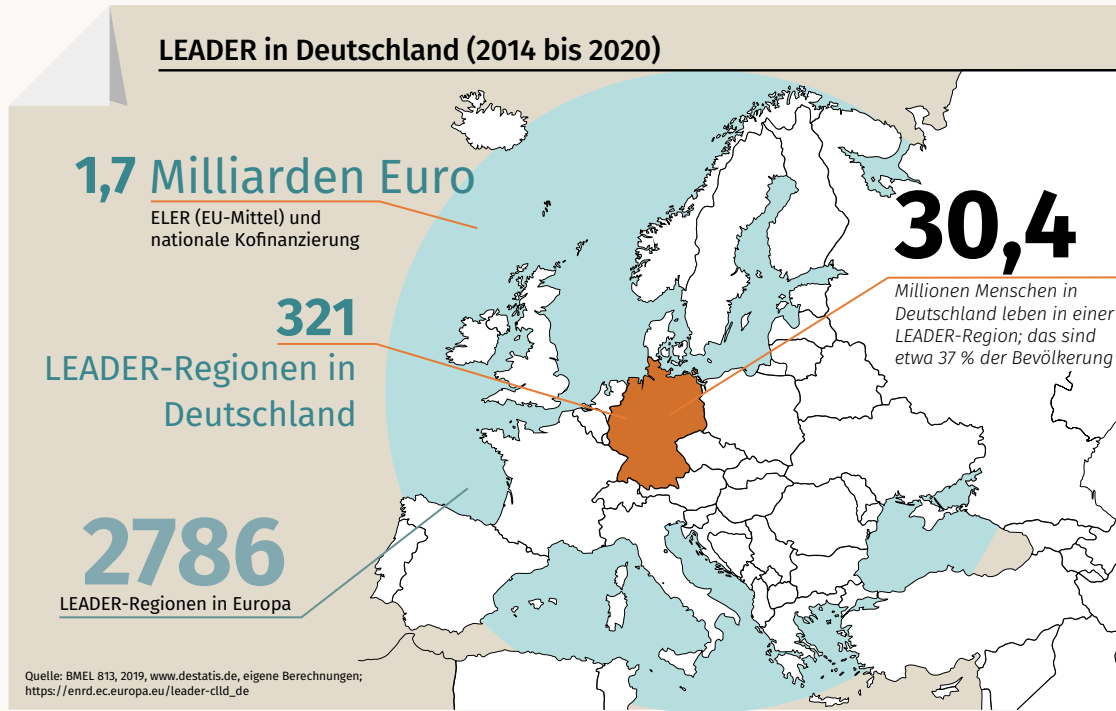 LEADER in Deutschland (2014 bis 2020)
1,7 Milliarden Euro
ELER (EU-Mittel) und
nationale Kofinanzierung
321
LEADER-Regionen in
Deutschland
2786
LEADER-Regionen in Europa
30,4
Millionen Menschen in
Deutschland leben in einer
LEADER-Region; das sind
etwa 37 % der Bevölkerung
Quelle: BMEL 813, 2019, www.destatis.de, eigene Berechnungen;
https://enrd.ec.europa.eu/leader-clld_de